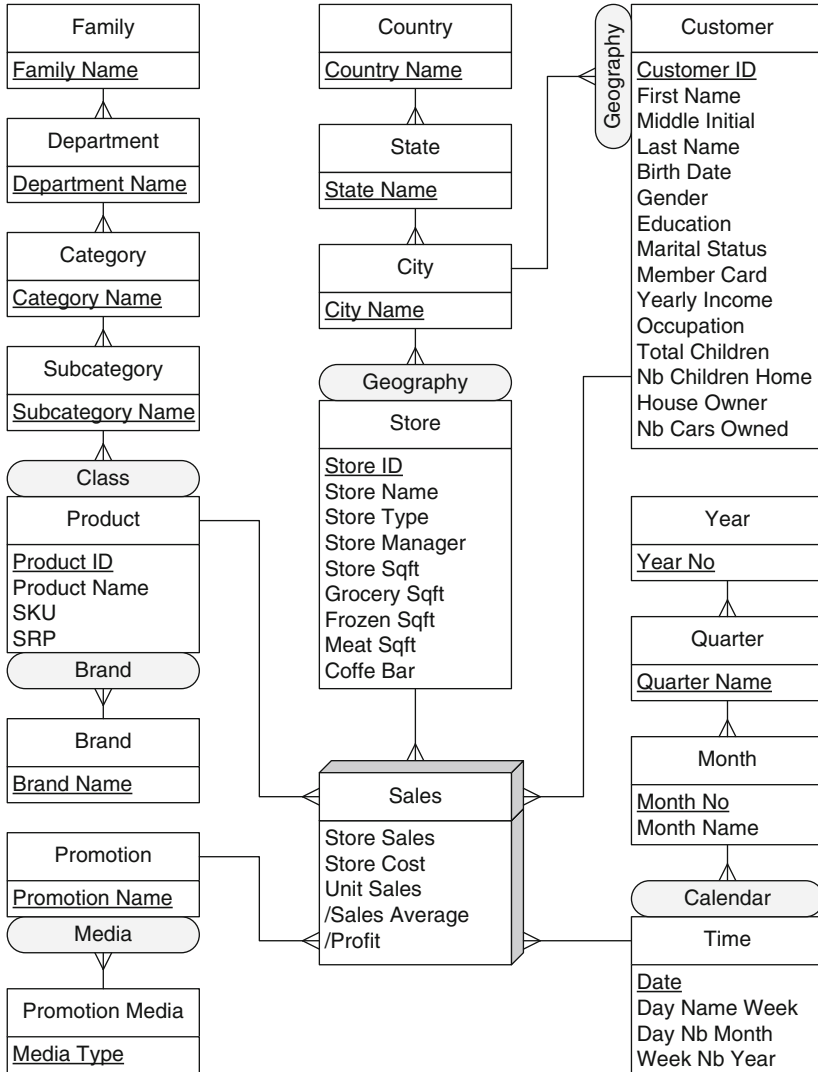 Family
Family Name
Department
Department Name
Category
Category Name
Subcategory
Subcategory Name
Class
Product
Product ID
Product Name
SKU
SRP
Brand
Brand
Brand Name
Promotion
Promotion Name
Media
Promotion Media
Media Type
Country
Country Name
State
State Name
City
City Name
Geography
Store
Store ID
Store Name
Store Type
Store Manager
Store Sqft
Grocery Sqft
Frozen Sqft
Meat Sqft
Coffe Bar
Sales
Store Sales
Store Cost
Unit Sales
/Sales Average
/Profit
Geography
Customer
Customer ID
First Name
Middle Initial
Last Name
Birth Date
Gender
Education
Marital Status
Member Card
Yearly Income
Occupation
Total Children
Nb Children Home
House Owner
Nb Cars Owned
Year
Year No
Quarter
Quarter Name
Month
Month No
Month Name
Calendar
Time
Date
Day Name Week
Day Nb Month
Week Nb Year